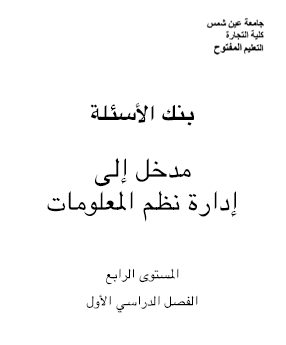 جامعة عين شمس
كلية التجارة
التعليم المفتوح
بنك الأسئلة
مدخل إلى
إدارة نظم المعلومات
المستوى الرابع
الفصل الدراسي الأول